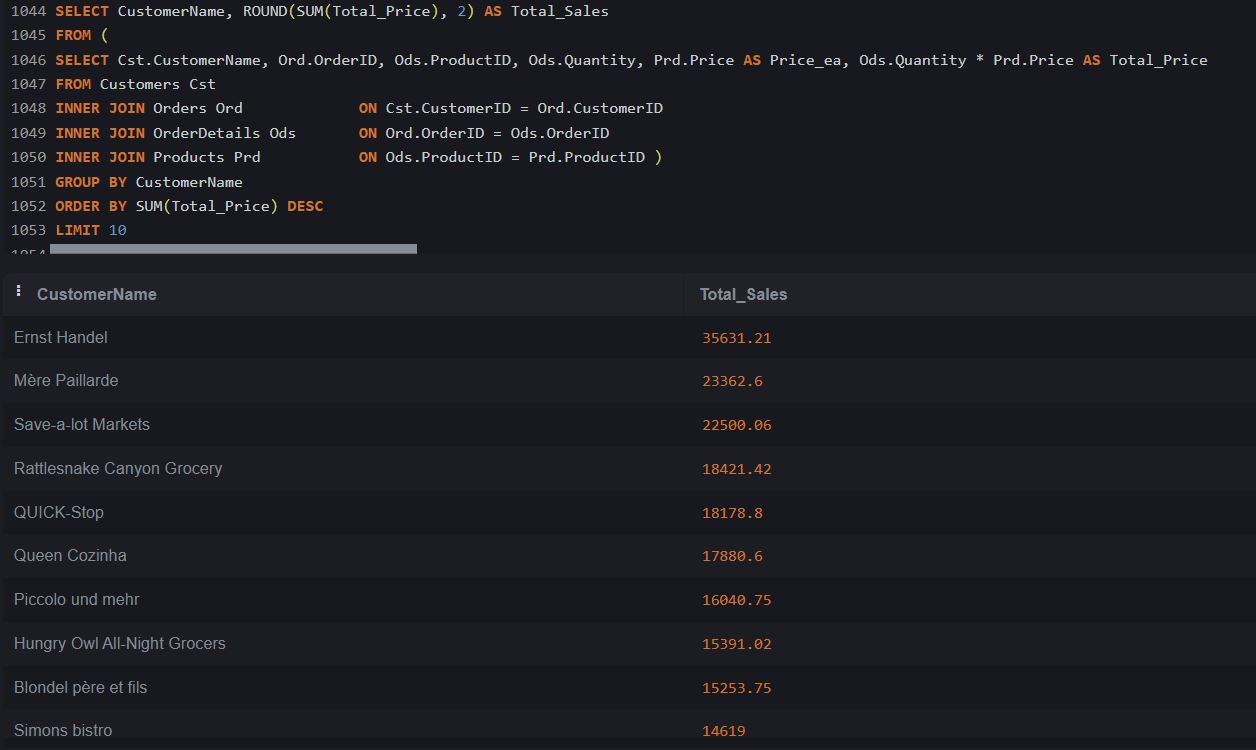 1044 SELECT CustomerName, ROUND(SUM(Total_Price), 2) AS Total_Sales
1045 FROM (
1046 SELECT Cst.CustomerName, Ord.OrderID, Ods.ProductID, Ods.Quantity, Prd.Price AS Price_ea, Ods.Quantity * Prd.Price AS Total_Price
1047 FROM Customers Cst
1048 INNER JOIN Orders Ord ON Cst.CustomerID = Ord.CustomerID
1049 INNER JOIN OrderDetails Ods ON Ord.OrderID = Ods.OrderID
1050 INNER JOIN Products Prd ON Ods.ProductID = Prd.ProductID )
1051 GROUP BY CustomerName
1052 ORDER BY SUM(Total_Price) DESC
1053 LIMIT 10
1054
CustomerName Total_Sales
Ernst Handel 35631.21
Mère Paillarde 23362.6
Save-a-lot Markets 22500.06
Rattlesnake Canyon Grocery 18421.42
QUICK-Stop 18178.8
Queen Cozinha 17880.6
Piccolo und mehr 16040.75
Hungry Owl All-Night Grocers 15391.02
Blondel père et fils 15253.75
Simons bistro 14619